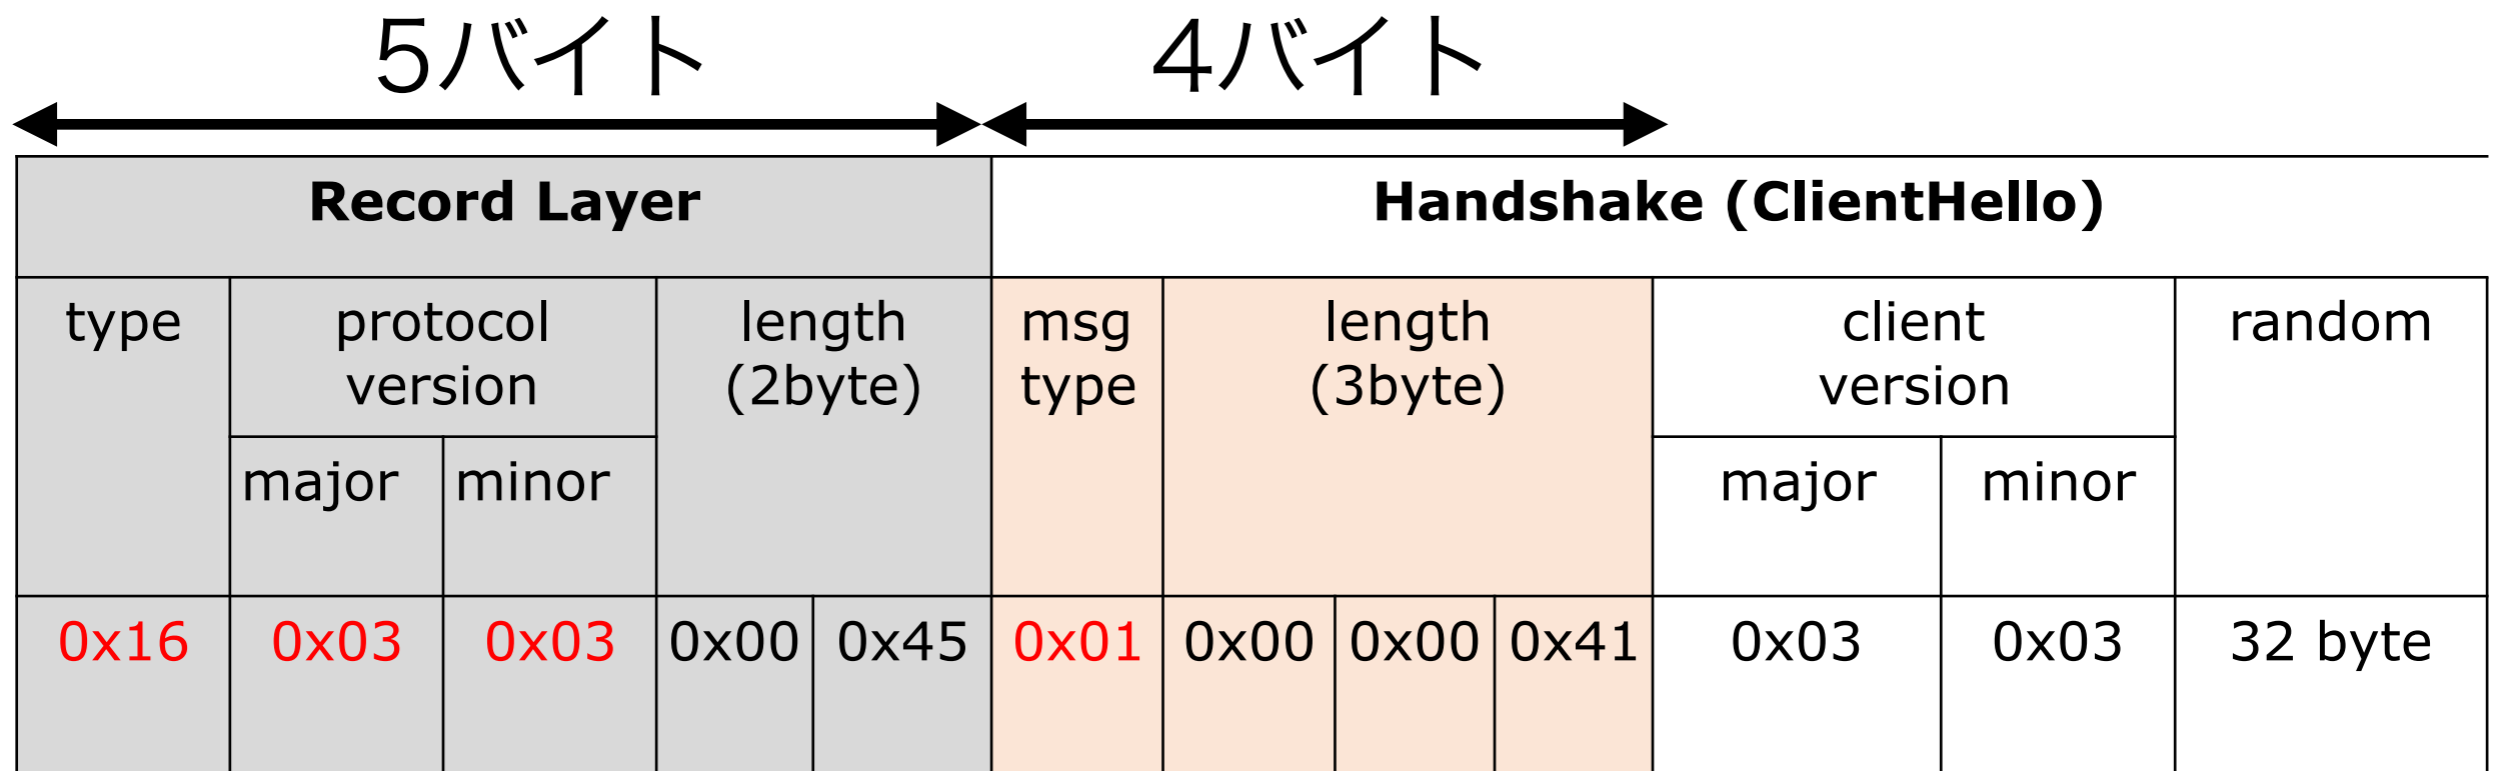 5バイト 4バイト
Record Layer Handshake (ClientHello)
type protocol length msg length client random
version (2byte) type (3byte) version
major minor major minor
0x16 0x03 0x03 0x00 0x45 0x01 0x00 0x00 0x41 0x03 0x03 32 byte